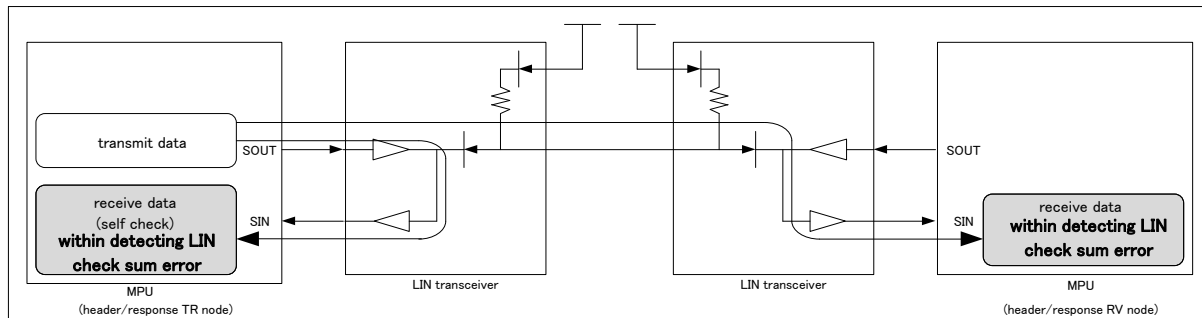 transmit data
SOUT
SOUT
receive data
(self check)
within detecting LIN
check sum error
SIN
SIN
receive data
within detecting LIN
check sum error
MPU
(header/response TR node)
LIN transceiver
LIN transceiver
MPU
(header/response RV node)